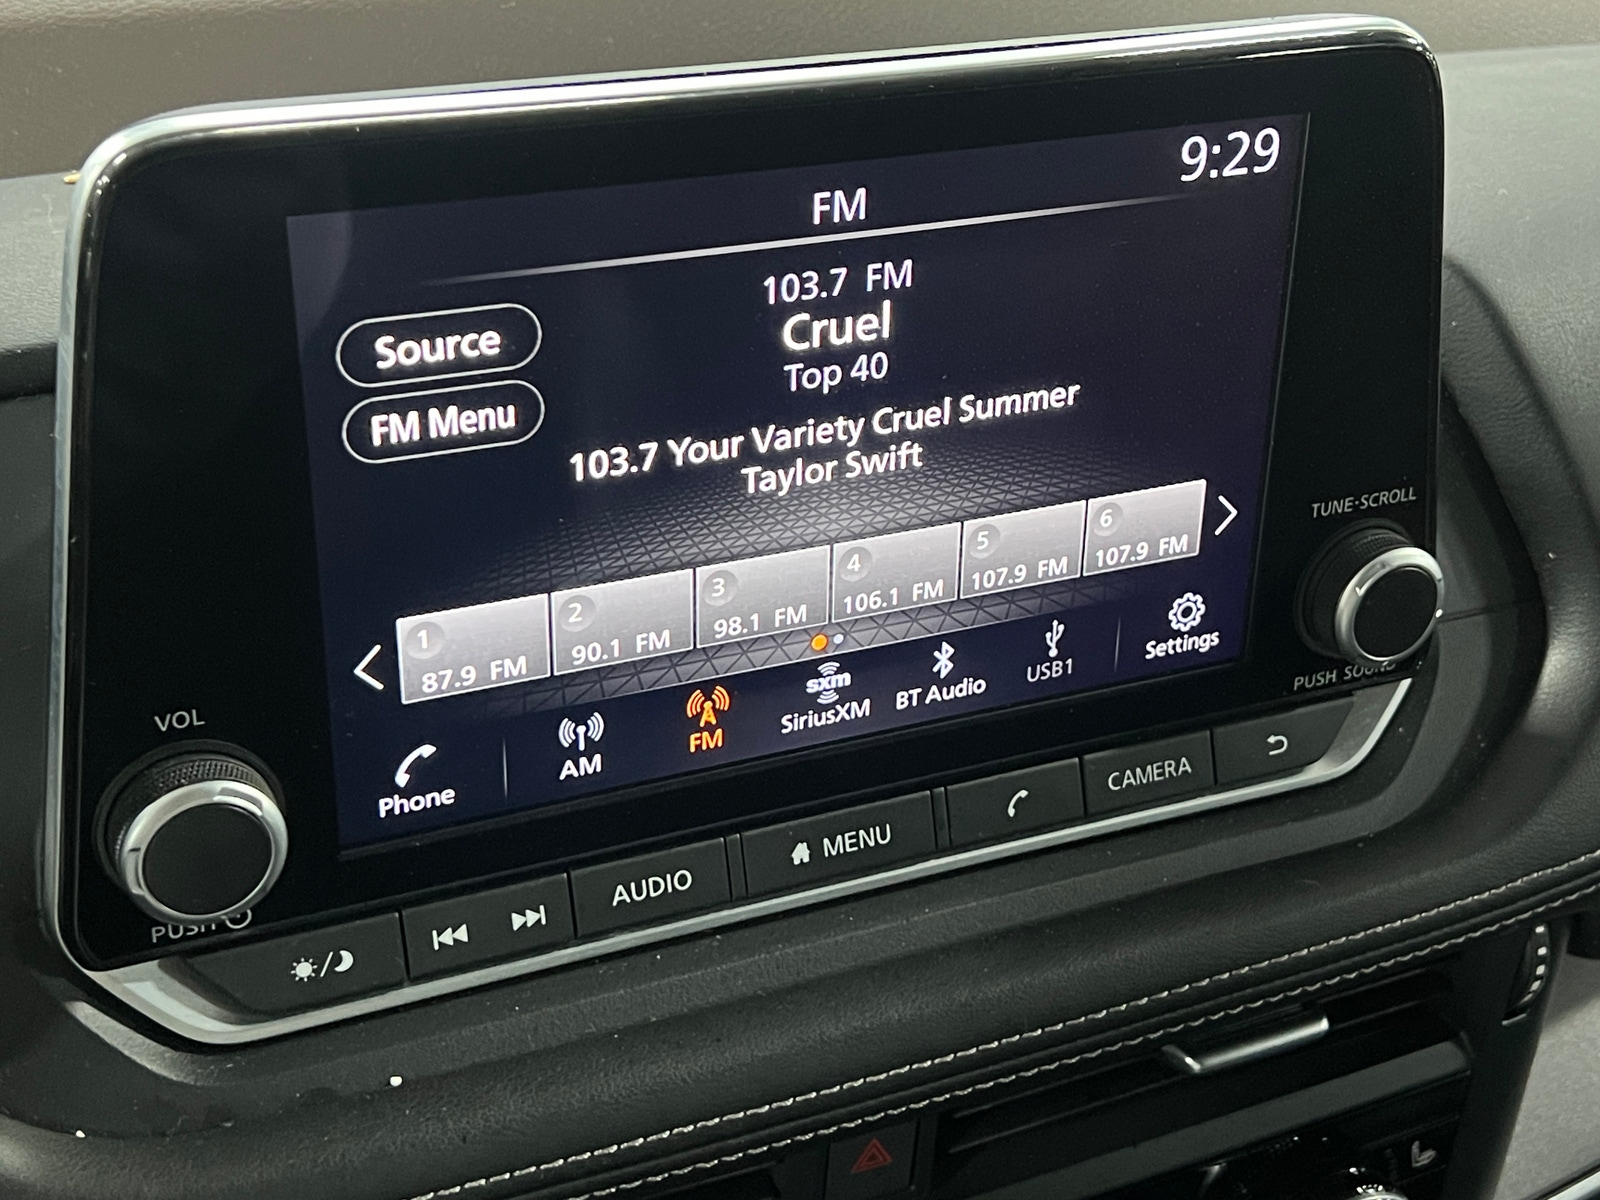 9:29
FM
103.7 FM
Cruel
Top 40
Source
FM Menu
103.7 Your Variety Cruel Summer
Taylor Swift
1
87.9 FM
2
90.1 FM
3
98.1 FM
4
106.1 FM
5
107.9 FM
6
107.9 FM
Phone
AM
FM
sxm
SiriusXM
BT Audio
USB1
Settings
VOL
PUSH
TUNE·SCROLL
PUSH SOUND
AUDIO
MENU
CAMERA